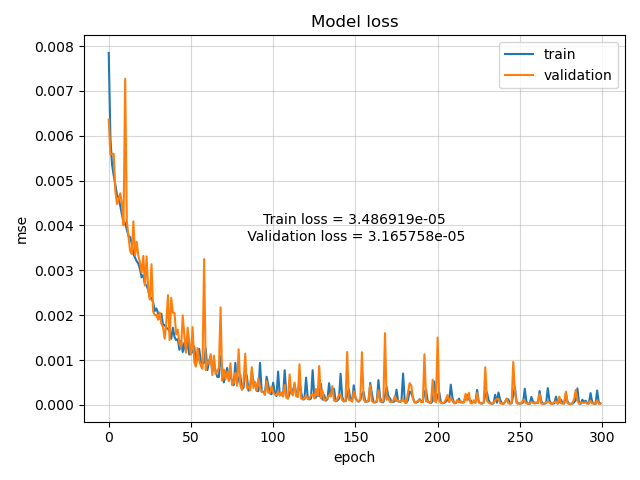 Model loss
train
validation
0.008
0.007
0.006
0.005
0.004
0.003
0.002
0.001
0.000
mse
Train loss = 3.486919e-05
Validation loss = 3.165758e-05
0 50 100 150 200 250 300
epoch